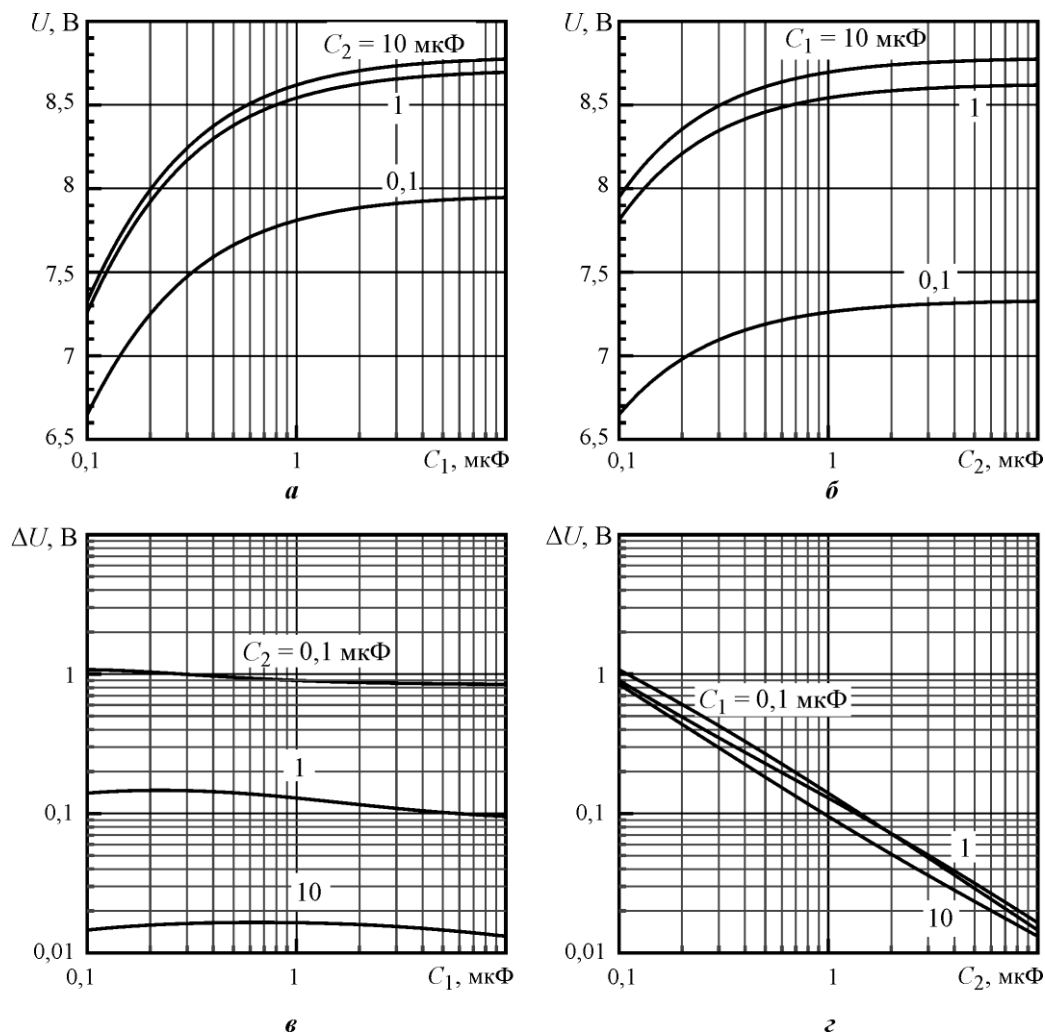 U, В
C₂ = 10 мкФ
8,5
1
8
0,1
7,5
7
6,5
0,1
1
C₁, мкФ
а
U, В
C₁ = 10 мкФ
8,5
1
8
7,5
0,1
7
6,5
0,1
1
C₂, мкФ
б
ΔU, В
C₂ = 0,1 мкФ
1
1
0,1
10
0,01
0,1
1
C₁, мкФ
в
ΔU, В
1
C₁ = 0,1 мкФ
0,1
1
10
0,01
0,1
1
C₂, мкФ
г